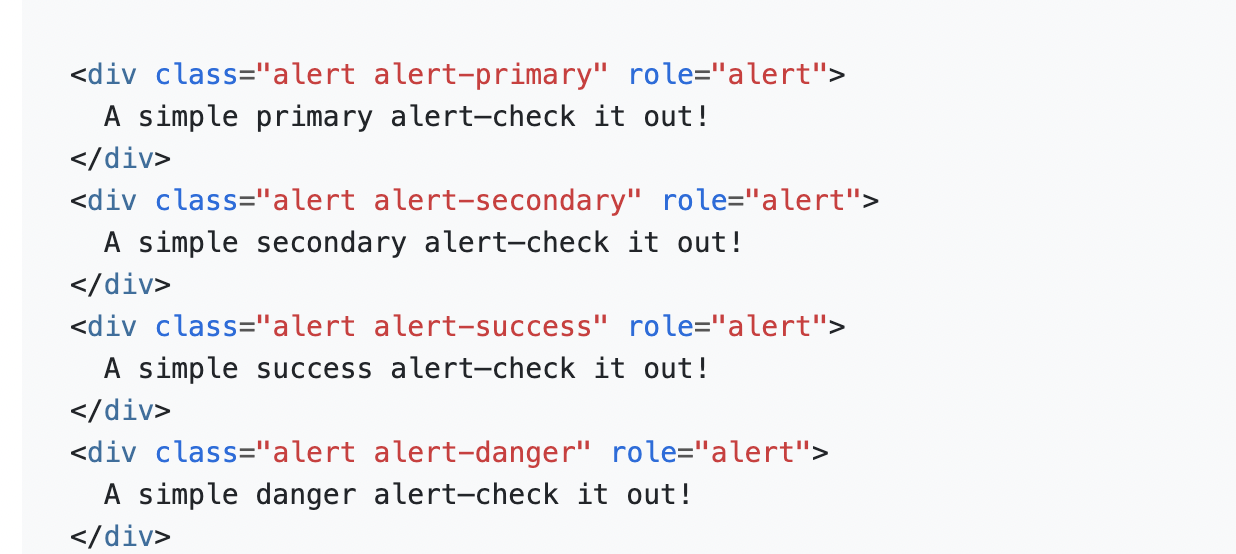 <div class="alert alert-primary" role="alert">
  A simple primary alert—check it out!
</div>
<div class="alert alert-secondary" role="alert">
  A simple secondary alert—check it out!
</div>
<div class="alert alert-success" role="alert">
  A simple success alert—check it out!
</div>
<div class="alert alert-danger" role="alert">
  A simple danger alert—check it out!
</div>